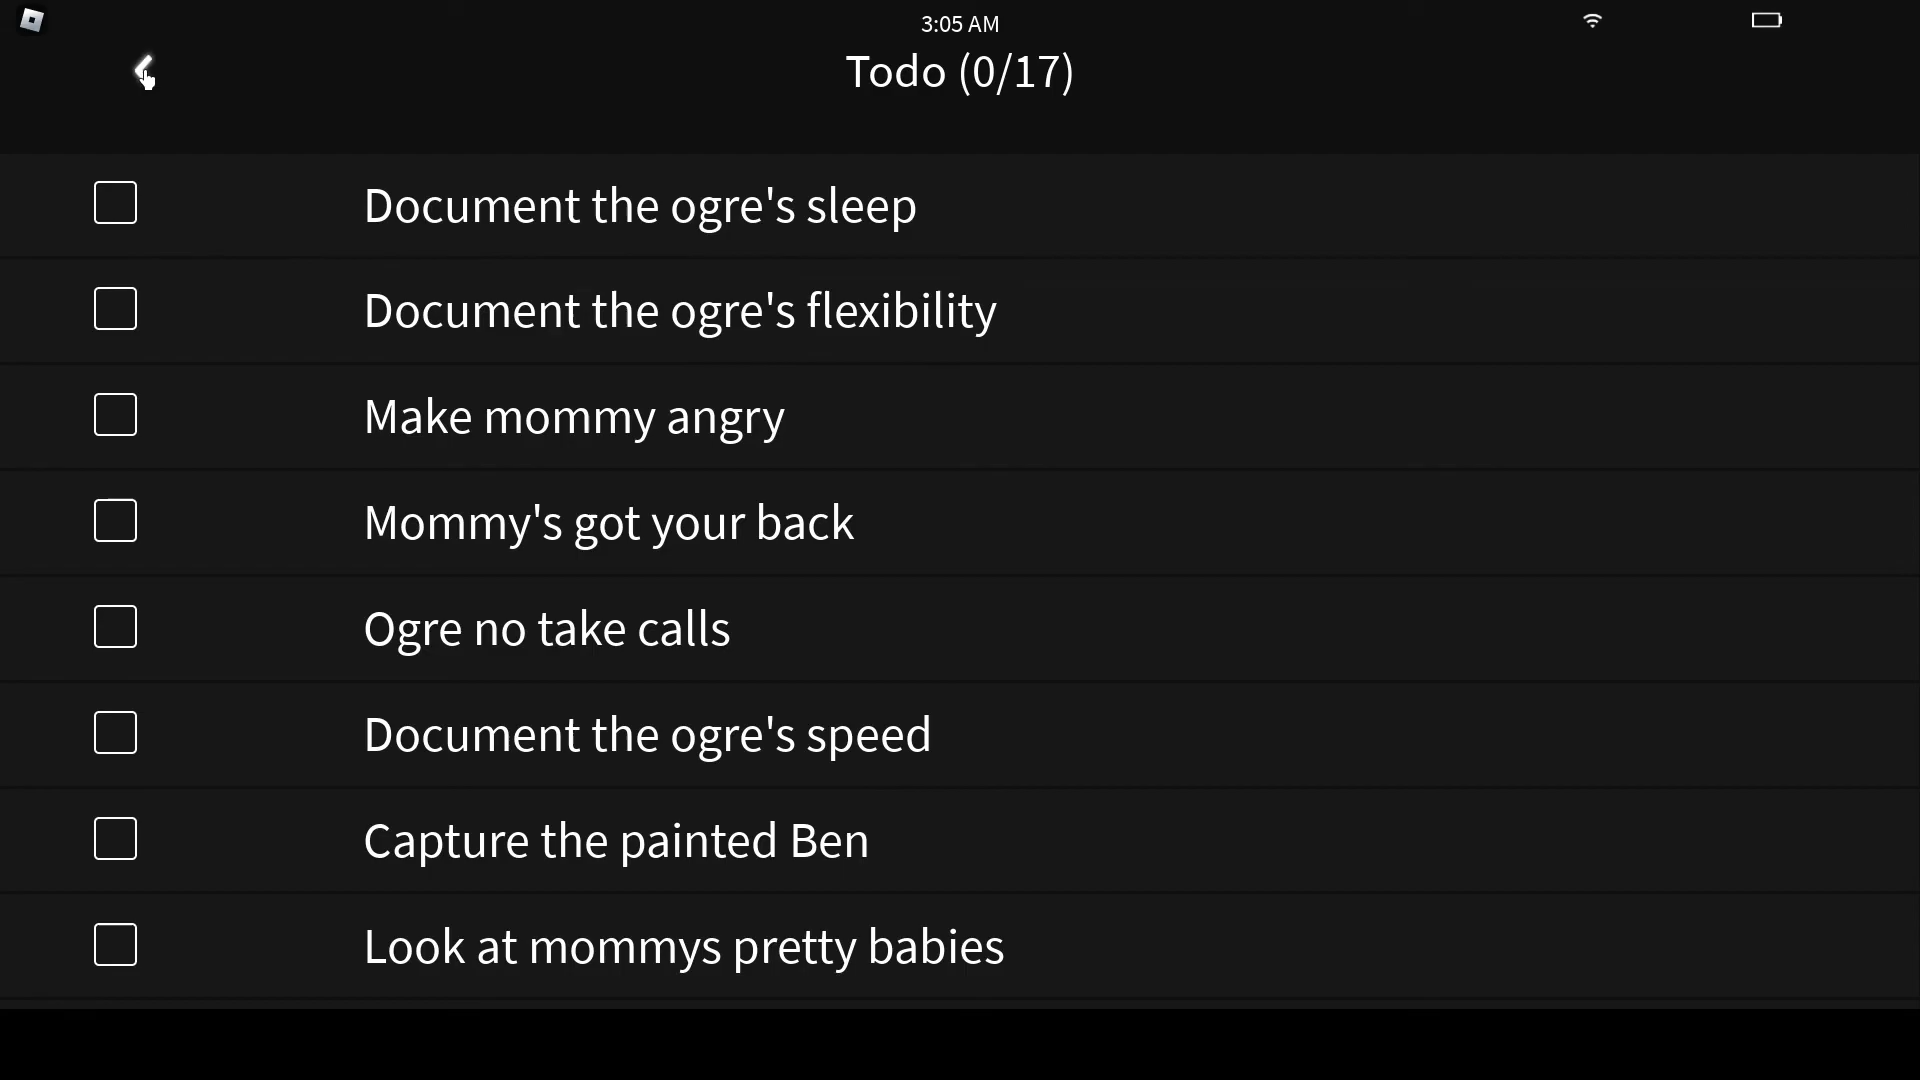 3:05 AM
Todo (0/17)
Document the ogre's sleep
Document the ogre's flexibility
Make mommy angry
Mommy's got your back
Ogre no take calls
Document the ogre's speed
Capture the painted Ben
Look at mommys pretty babies